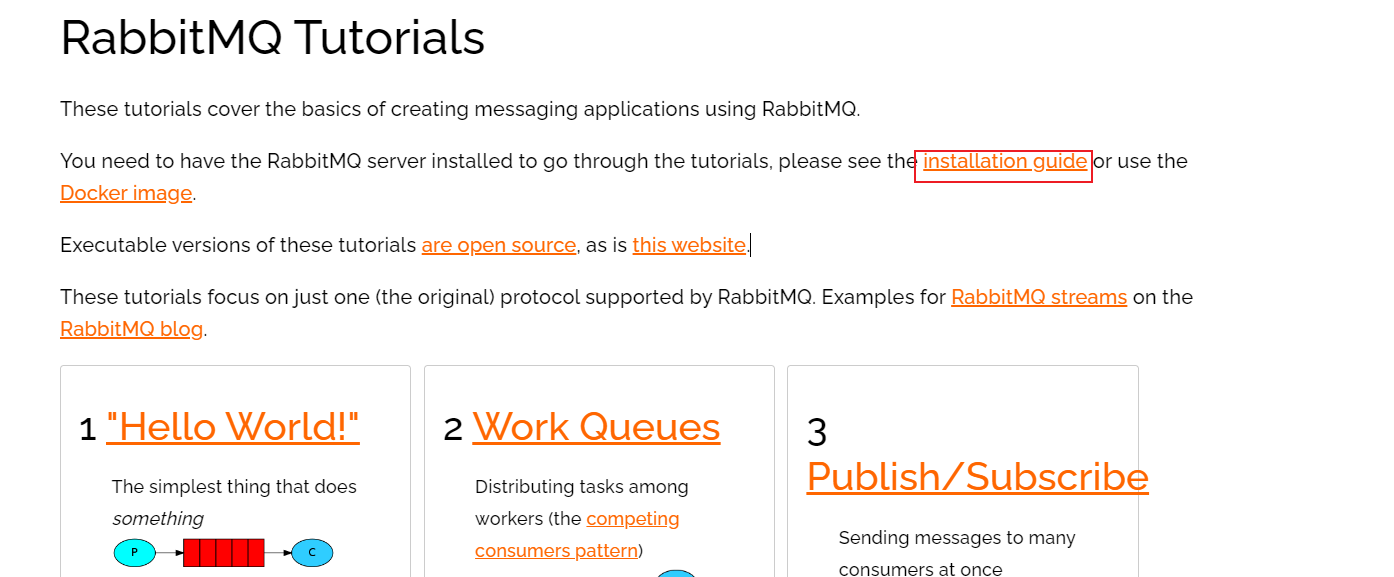 RabbitMQ Tutorials
These tutorials cover the basics of creating messaging applications using RabbitMQ.
You need to have the RabbitMQ server installed to go through the tutorials, please see the installation guide or use the
Docker image.
Executable versions of these tutorials are open source, as is this website.
These tutorials focus on just one (the original) protocol supported by RabbitMQ. Examples for RabbitMQ streams on the
RabbitMQ blog.
1 "Hello World!"
The simplest thing that does
something
P C
2 Work Queues
Distributing tasks among
workers (the competing
consumers pattern)
3
Publish/Subscribe
Sending messages to many
consumers at once